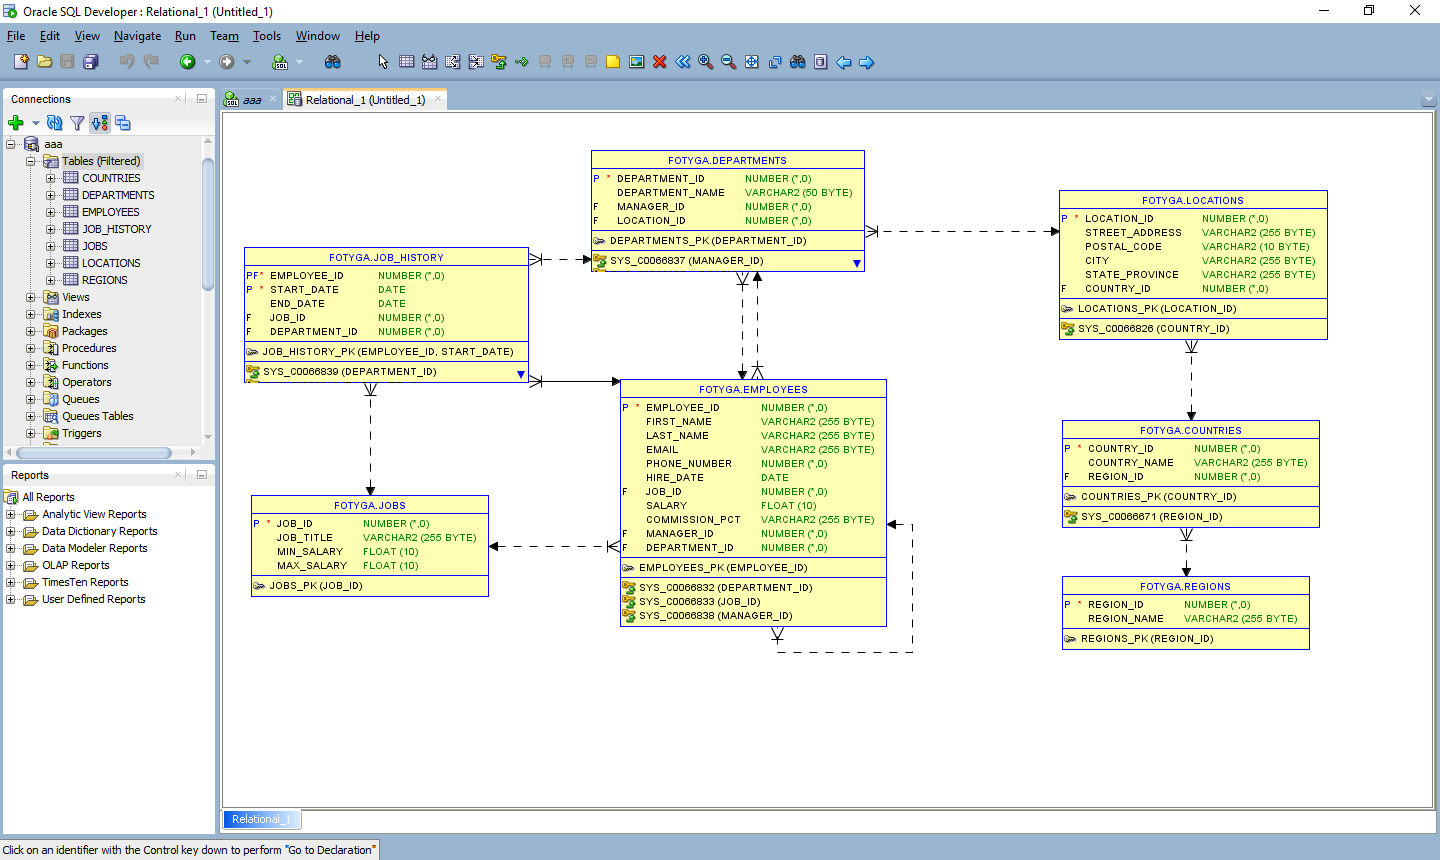 Oracle SQL Developer : Relational_1 (Untitled_1)
File Edit View Navigate Run Team Tools Window Help
Connections
aaa
Tables (Filtered)
COUNTRIES
DEPARTMENTS
EMPLOYEES
JOB_HISTORY
JOBS
LOCATIONS
REGIONS
Views
Indexes
Packages
Procedures
Functions
Operators
Queues
Queues Tables
Triggers
Reports
All Reports
Analytic View Reports
Data Dictionary Reports
Data Modeler Reports
OLAP Reports
TimesTen Reports
User Defined Reports
aaa
Relational_1 (Untitled_1)
FOTYGA.DEPARTMENTS
P * DEPARTMENT_ID NUMBER (*,0)
DEPARTMENT_NAME VARCHAR2 (50 BYTE)
F MANAGER_ID NUMBER (*,0)
F LOCATION_ID NUMBER (*,0)
DEPARTMENTS_PK (DEPARTMENT_ID)
SYS_C0066837 (MANAGER_ID)
FOTYGA.LOCATIONS
P * LOCATION_ID NUMBER (*,0)
STREET_ADDRESS VARCHAR2 (255 BYTE)
POSTAL_CODE VARCHAR2 (10 BYTE)
CITY VARCHAR2 (255 BYTE)
STATE_PROVINCE VARCHAR2 (255 BYTE)
F COUNTRY_ID NUMBER (*,0)
LOCATIONS_PK (LOCATION_ID)
SYS_C0066826 (COUNTRY_ID)
FOTYGA.JOB_HISTORY
PF* EMPLOYEE_ID NUMBER (*,0)
P * START_DATE DATE
END_DATE DATE
F JOB_ID NUMBER (*,0)
F DEPARTMENT_ID NUMBER (*,0)
JOB_HISTORY_PK (EMPLOYEE_ID, START_DATE)
SYS_C0066839 (DEPARTMENT_ID)
FOTYGA.EMPLOYEES
P * EMPLOYEE_ID NUMBER (*,0)
FIRST_NAME VARCHAR2 (255 BYTE)
LAST_NAME VARCHAR2 (255 BYTE)
EMAIL VARCHAR2 (255 BYTE)
PHONE_NUMBER NUMBER (*,0)
HIRE_DATE DATE
F JOB_ID NUMBER (*,0)
SALARY FLOAT (10)
COMMISSION_PCT VARCHAR2 (255 BYTE)
F MANAGER_ID NUMBER (*,0)
F DEPARTMENT_ID NUMBER (*,0)
EMPLOYEES_PK (EMPLOYEE_ID)
SYS_C0066832 (DEPARTMENT_ID)
SYS_C0066833 (JOB_ID)
SYS_C0066838 (MANAGER_ID)
FOTYGA.COUNTRIES
P * COUNTRY_ID NUMBER (*,0)
COUNTRY_NAME VARCHAR2 (255 BYTE)
F REGION_ID NUMBER (*,0)
COUNTRIES_PK (COUNTRY_ID)
SYS_C0066671 (REGION_ID)
FOTYGA.JOBS
P * JOB_ID NUMBER (*,0)
JOB_TITLE VARCHAR2 (255 BYTE)
MIN_SALARY FLOAT (10)
MAX_SALARY FLOAT (10)
JOBS_PK (JOB_ID)
FOTYGA.REGIONS
P * REGION_ID NUMBER (*,0)
REGION_NAME VARCHAR2 (255 BYTE)
REGIONS_PK (REGION_ID)
Relational_1
Click on an identifier with the Control key down to perform "Go to Declaration"